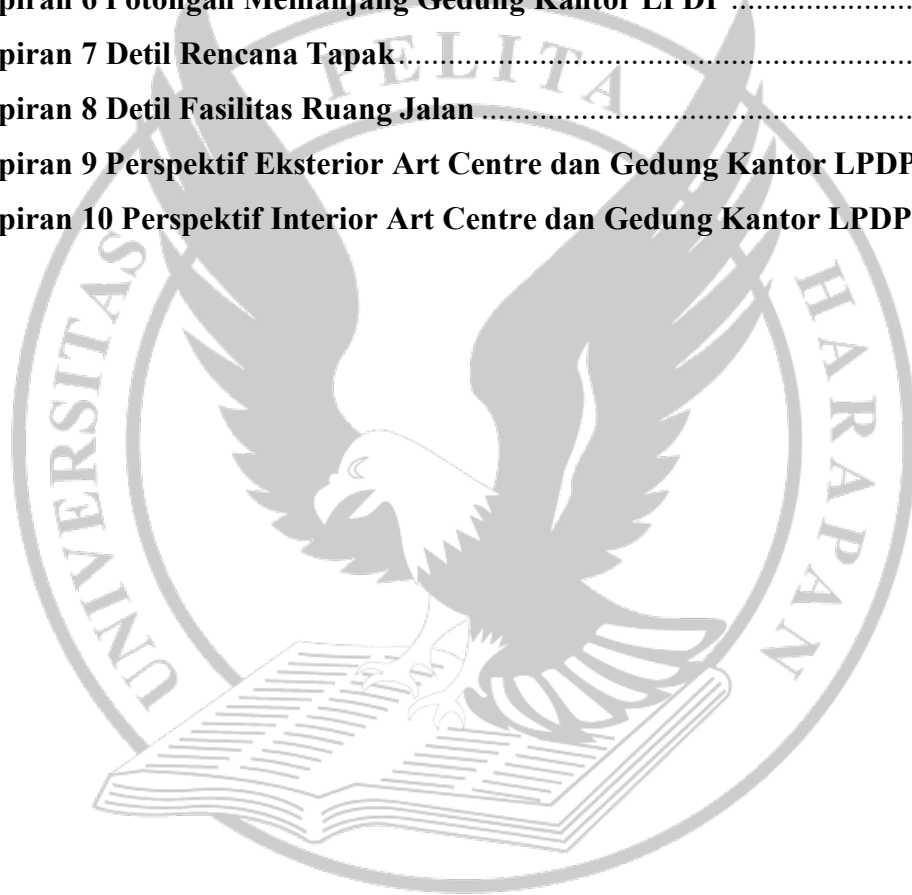 piran 6 Potongan Memanjang Gedung Kantor LPDP ........................
piran 7 Detil Rencana Tapak................................................................
piran 8 Detil Fasilitas Ruang Jalan .....................................................
piran 9 Perspektif Eksterior Art Centre dan Gedung Kantor LPDP
piran 10 Perspektif Interior Art Centre dan Gedung Kantor LPDP
UNIVERSITAS PELITA HARAPAN